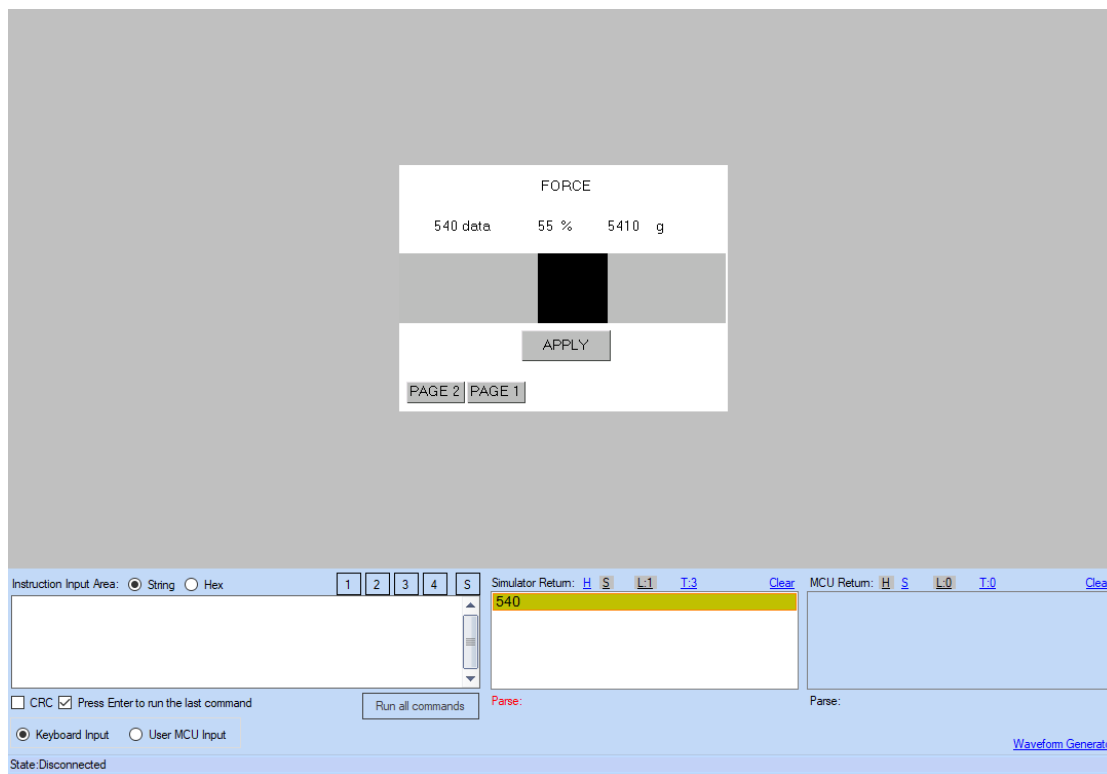 FORCE
540 data 55 % 5410 g
APPLY
PAGE 2 PAGE 1
Instruction Input Area: String Hex 1 2 3 4 S Simulator Return: H S L:1 T:3 Clear MCU Return: H S L:0 T:0 Clea
540
CRC Press Enter to run the last command Run all commands Parse: Parse:
Keyboard Input User MCU Input
Waveform Generato
State:Disconnected